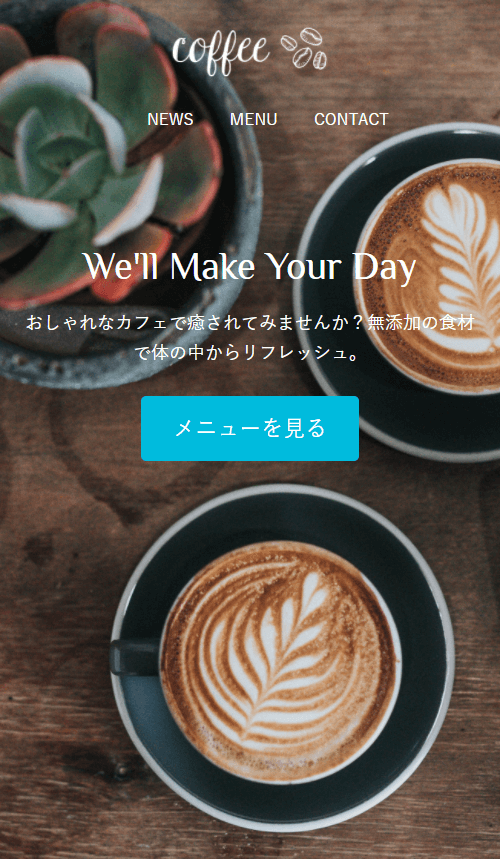 coffee
NEWS MENU CONTACT
We'll Make Your Day
おしゃれなカフェで癒されてみませんか？無添加の食材
で体の中からリフレッシュ。
メニューを見る